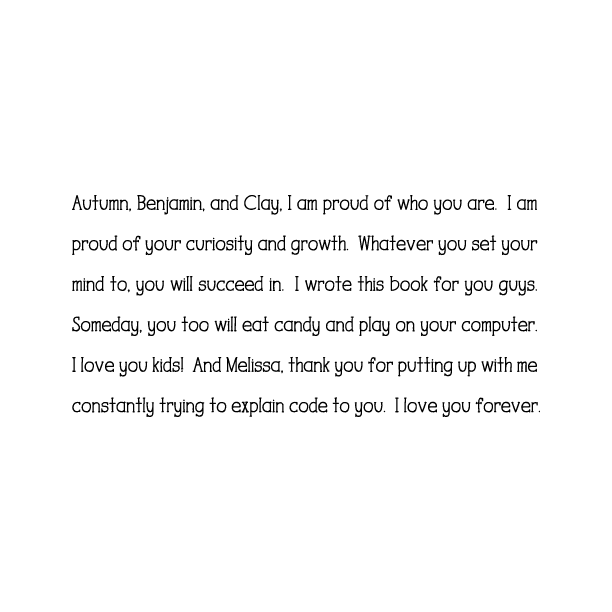 Autumn, Benjamin, and Clay, I am proud of who you are.  I am
proud of your curiosity and growth.  Whatever you set your
mind to, you will succeed in.  I wrote this book for you guys.
Someday, you too will eat candy and play on your computer.
I love you kids!  And Melissa, thank you for putting up with me
constantly trying to explain code to you.  I love you forever.